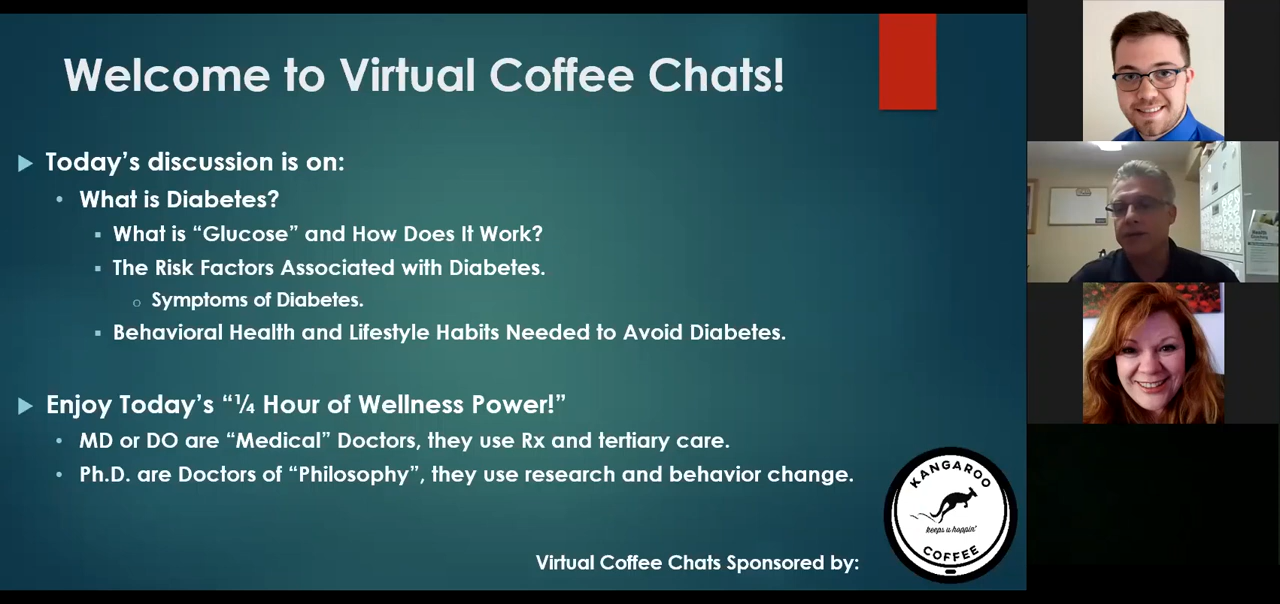 Welcome to Virtual Coffee Chats!
Today’s discussion is on:
What is Diabetes?
What is “Glucose” and How Does It Work?
The Risk Factors Associated with Diabetes.
Symptoms of Diabetes.
Behavioral Health and Lifestyle Habits Needed to Avoid Diabetes.
Enjoy Today’s “¼ Hour of Wellness Power!”
MD or DO are “Medical” Doctors, they use Rx and tertiary care.
Ph.D. are Doctors of “Philosophy”, they use research and behavior change.
Virtual Coffee Chats Sponsored by:
KANGAROO
keeps u hoppin'
COFFEE
Health